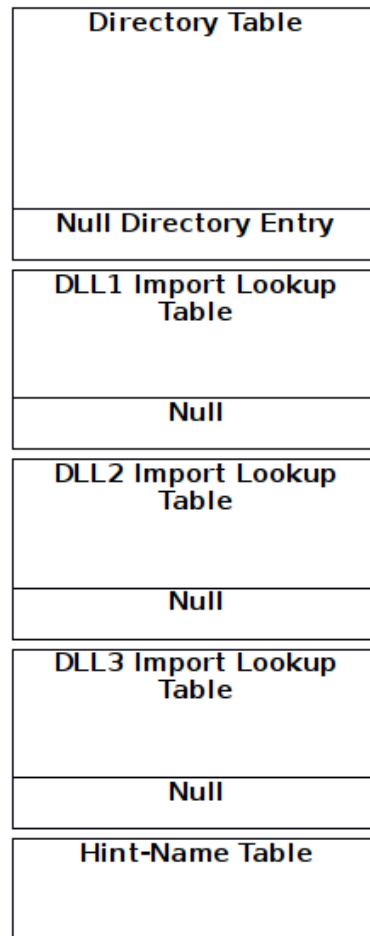 Directory Table
Null Directory Entry
DLL1 Import Lookup
Table
Null
DLL2 Import Lookup
Table
Null
DLL3 Import Lookup
Table
Null
Hint-Name Table